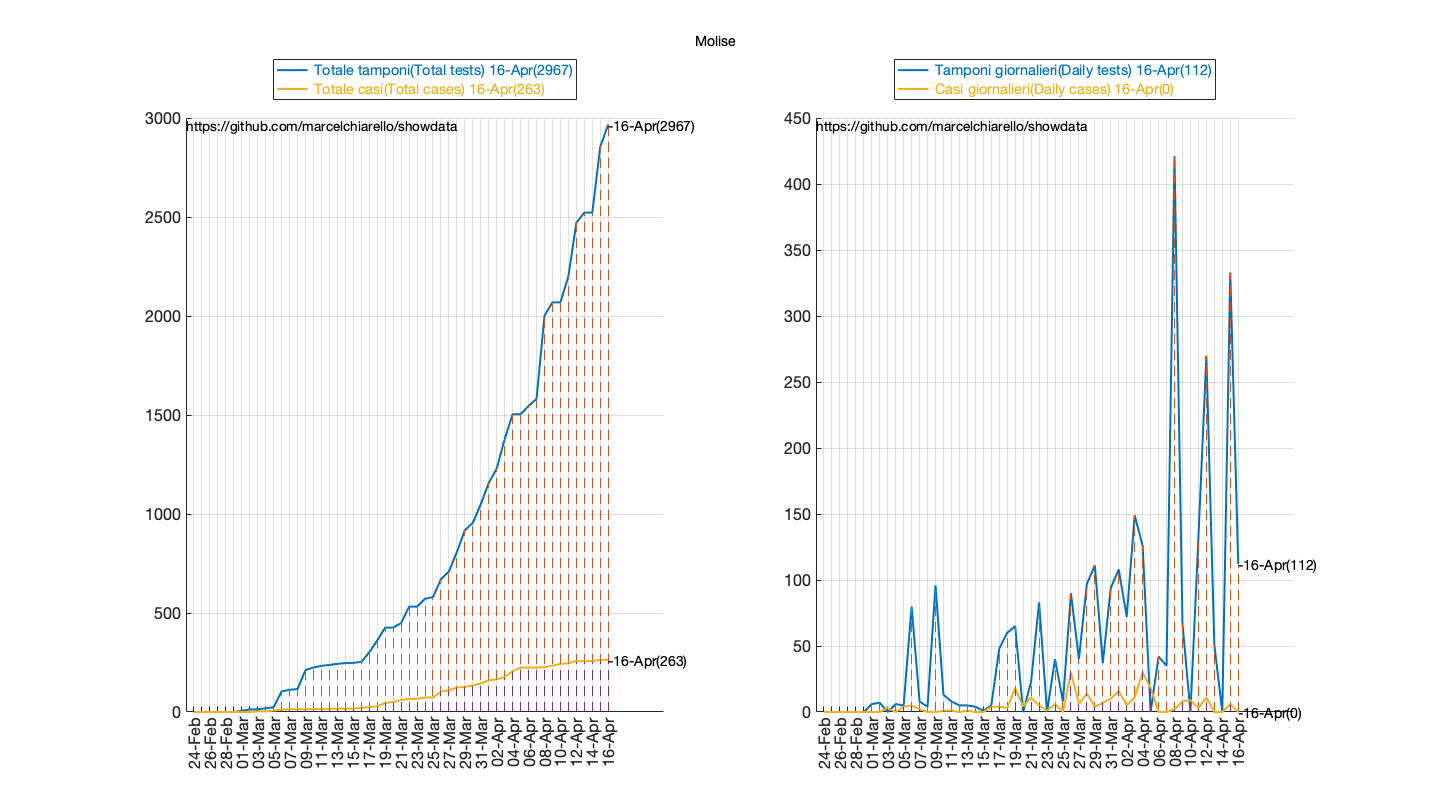 Molise
Totale tamponi(Total tests) 16-Apr(2967)
Totale casi(Total cases) 16-Apr(263)
https://github.com/marcelchiarello/showdata
16-Apr(2967)
16-Apr(263)
3000
2500
2000
1500
1000
500
0
24-Feb
26-Feb
28-Feb
01-Mar
03-Mar
05-Mar
07-Mar
09-Mar
11-Mar
13-Mar
15-Mar
17-Mar
19-Mar
21-Mar
23-Mar
25-Mar
27-Mar
29-Mar
31-Mar
02-Apr
04-Apr
06-Apr
08-Apr
10-Apr
12-Apr
14-Apr
16-Apr
Tamponi giornalieri(Daily tests) 16-Apr(112)
Casi giornalieri(Daily cases) 16-Apr(0)
https://github.com/marcelchiarello/showdata
16-Apr(112)
16-Apr(0)
450
400
350
300
250
200
150
100
50
0
24-Feb
26-Feb
28-Feb
01-Mar
03-Mar
05-Mar
07-Mar
09-Mar
11-Mar
13-Mar
15-Mar
17-Mar
19-Mar
21-Mar
23-Mar
25-Mar
27-Mar
29-Mar
31-Mar
02-Apr
04-Apr
06-Apr
08-Apr
10-Apr
12-Apr
14-Apr
16-Apr